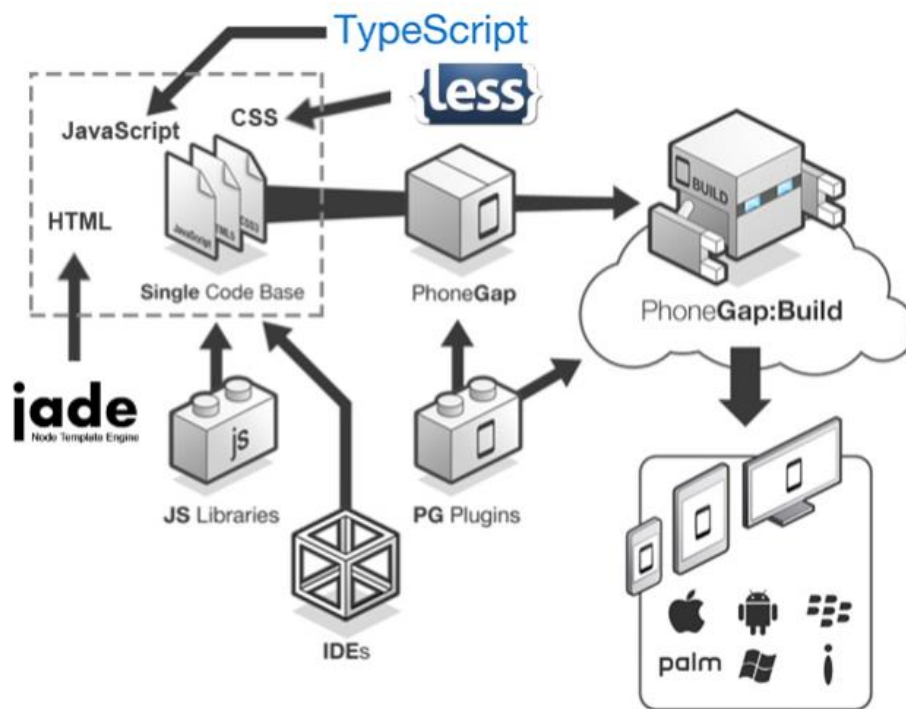 TypeScript
{less}
JavaScript
CSS
HTML
JavaScript
HTML5
CSS3
BUILD
Single Code Base
PhoneGap
PhoneGap:Build
jade
Node Template Engine
js
JS Libraries
PG Plugins
IDEs
palm